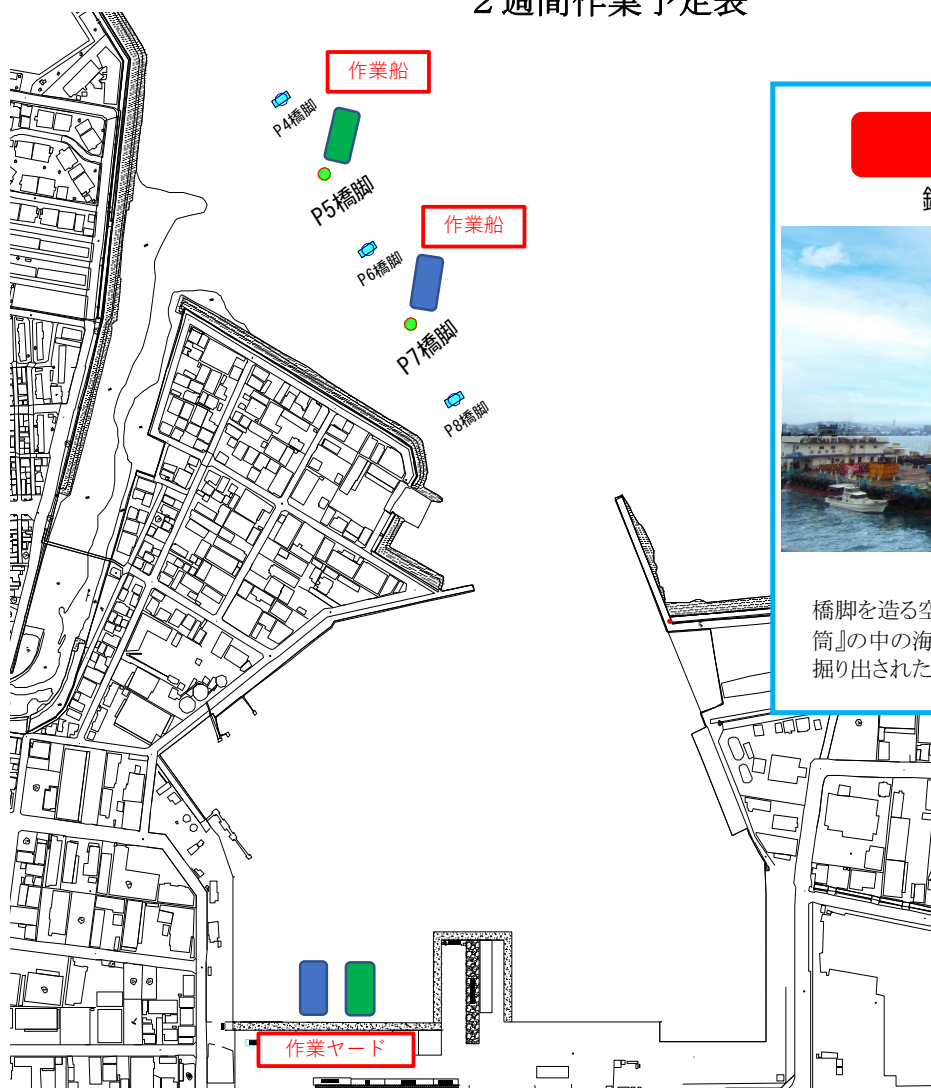 2週間作業予定表
作業船
P4橋脚
P5橋脚
作業船
P6橋脚
P7橋脚
P8橋脚
橋脚を造る空
筒』の中の海
掘り出された
作業ヤード